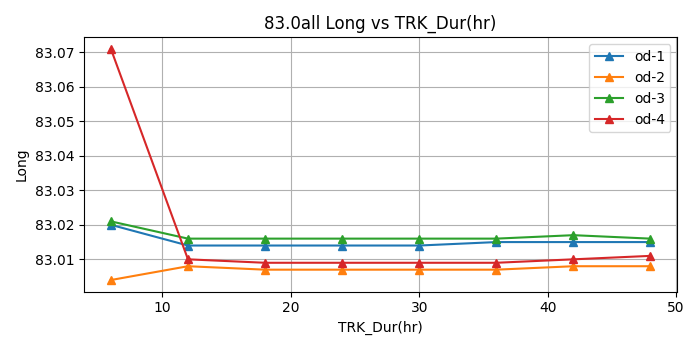 83.0all Long vs TRK_Dur(hr)
83.07
83.06
83.05
83.04
83.03
83.02
83.01
Long
od-1
od-2
od-3
od-4
10
20
30
40
50
TRK_Dur(hr)